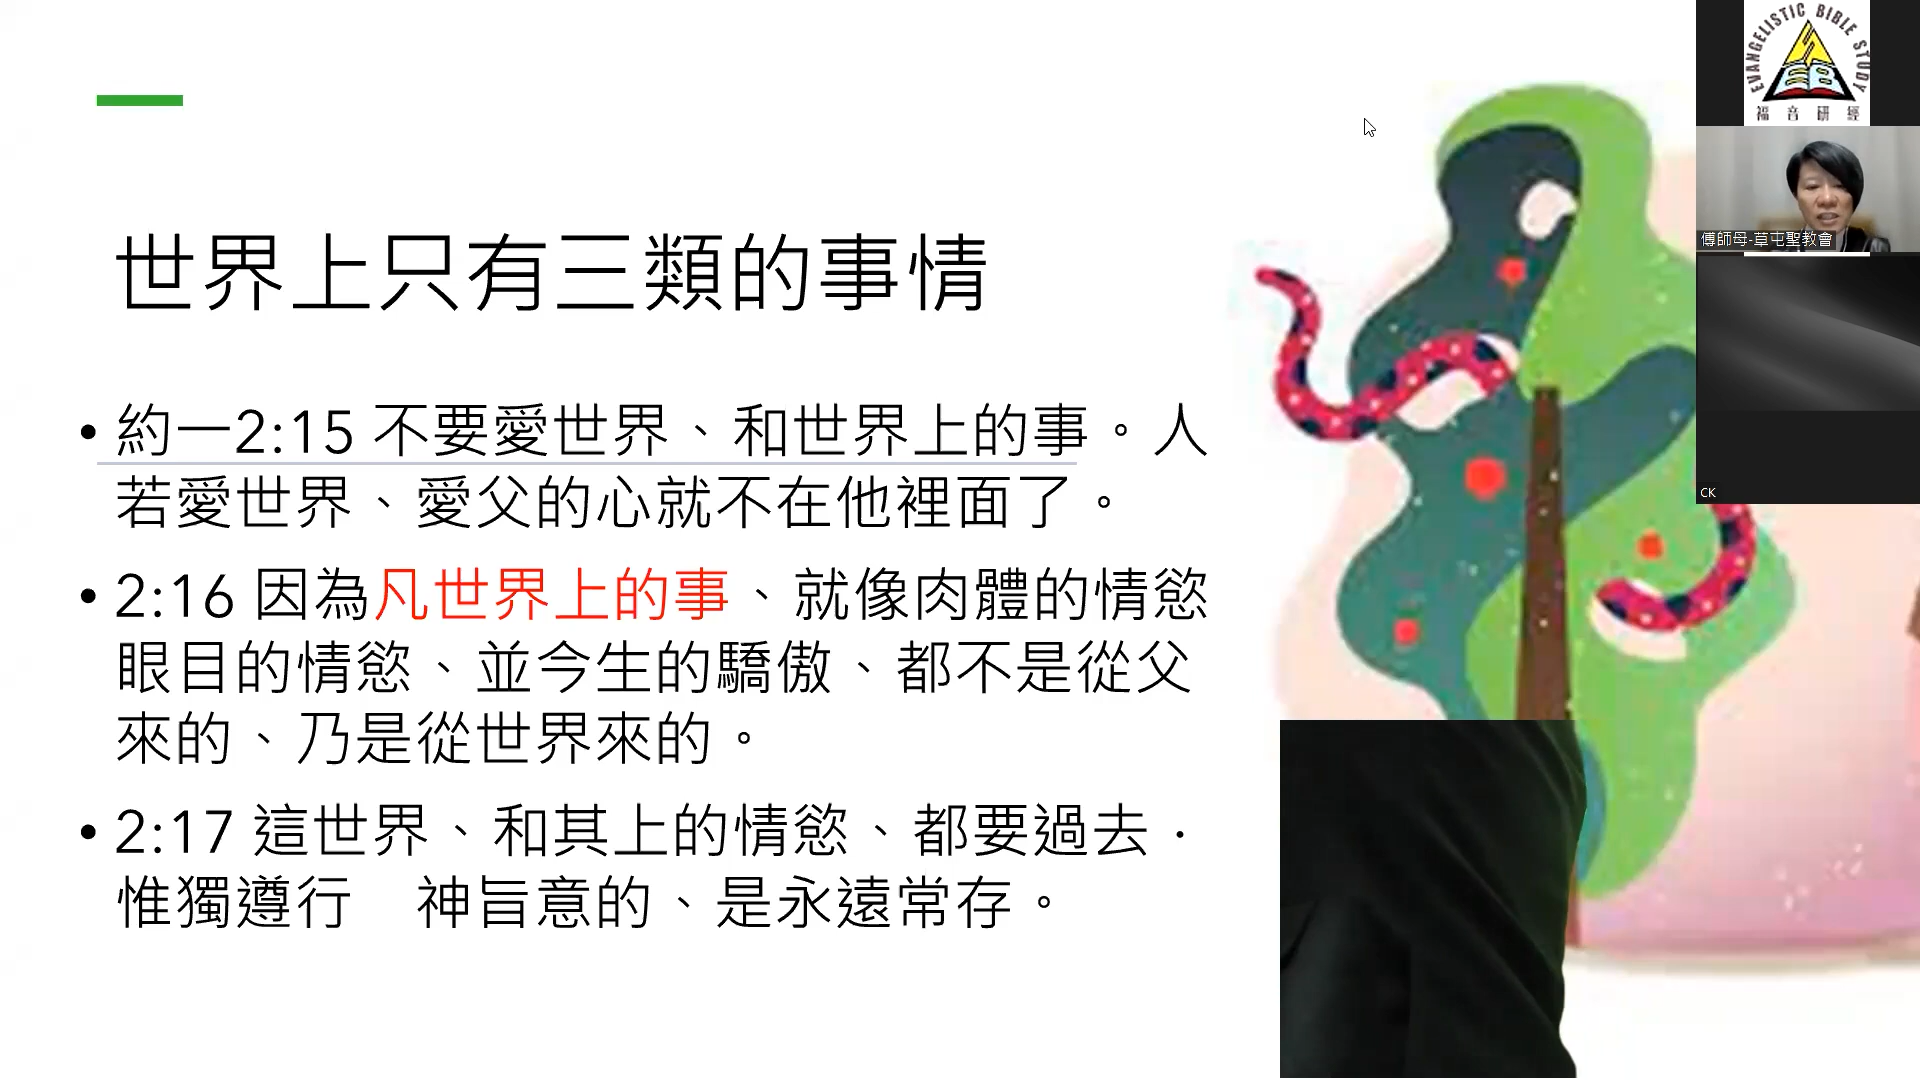 世界上只有三類的事情
• 約一2:15 不要愛世界、和世界上的事。人
若愛世界、愛父的心就不在他裡面了。
• 2:16 因為凡世界上的事、就像肉體的情慾
眼目的情慾、並今生的驕傲、都不是從父
來的、乃是從世界來的。
• 2:17 這世界、和其上的情慾、都要過去．
惟獨遵行　神旨意的、是永遠常存。
EVANGELISTIC BIBLE STUDY
EB
福音研經
傅師母-草屯聖教會
CK